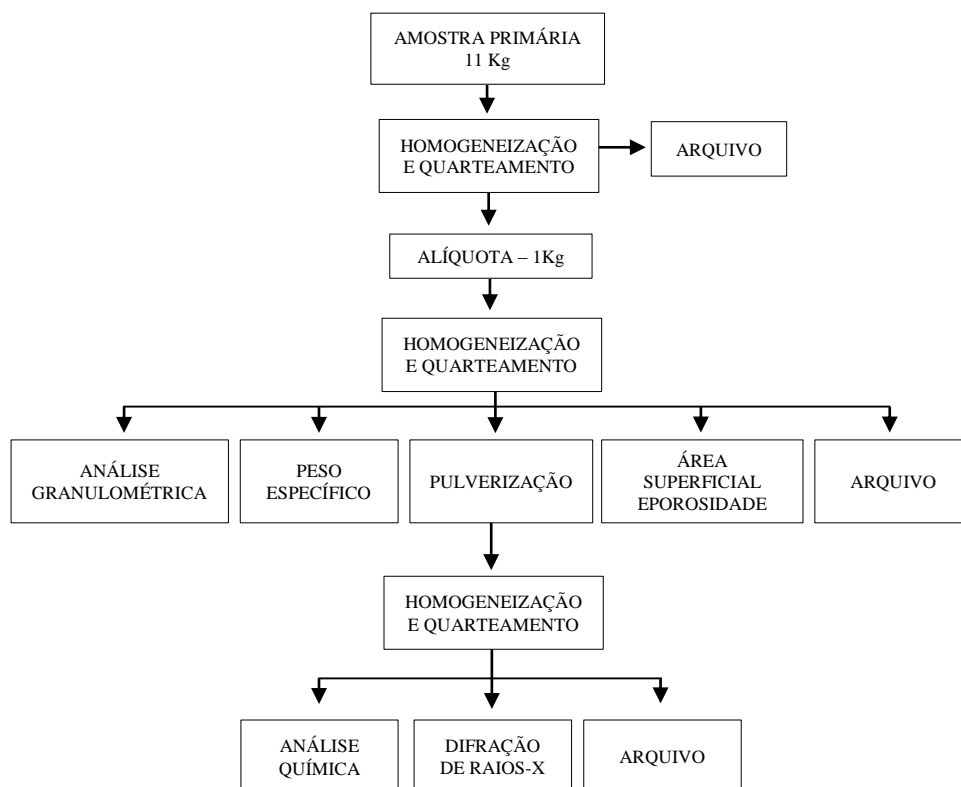 AMOSTRA PRIMÁRIA
11 Kg
HOMOGENEIZAÇÃO
E QUARTEAMENTO
ARQUIVO
ALÍQUOTA – 1Kg
HOMOGENEIZAÇÃO
E QUARTEAMENTO
ANÁLISE
GRANULOMÉTRICA
PESO
ESPECÍFICO
PULVERIZAÇÃO
ÁREA
SUPERFICIAL
EPOROSIDADE
ARQUIVO
HOMOGENEIZAÇÃO
E QUARTEAMENTO
ANÁLISE
QUÍMICA
DIFRAÇÃO
DE RAIOS-X
ARQUIVO